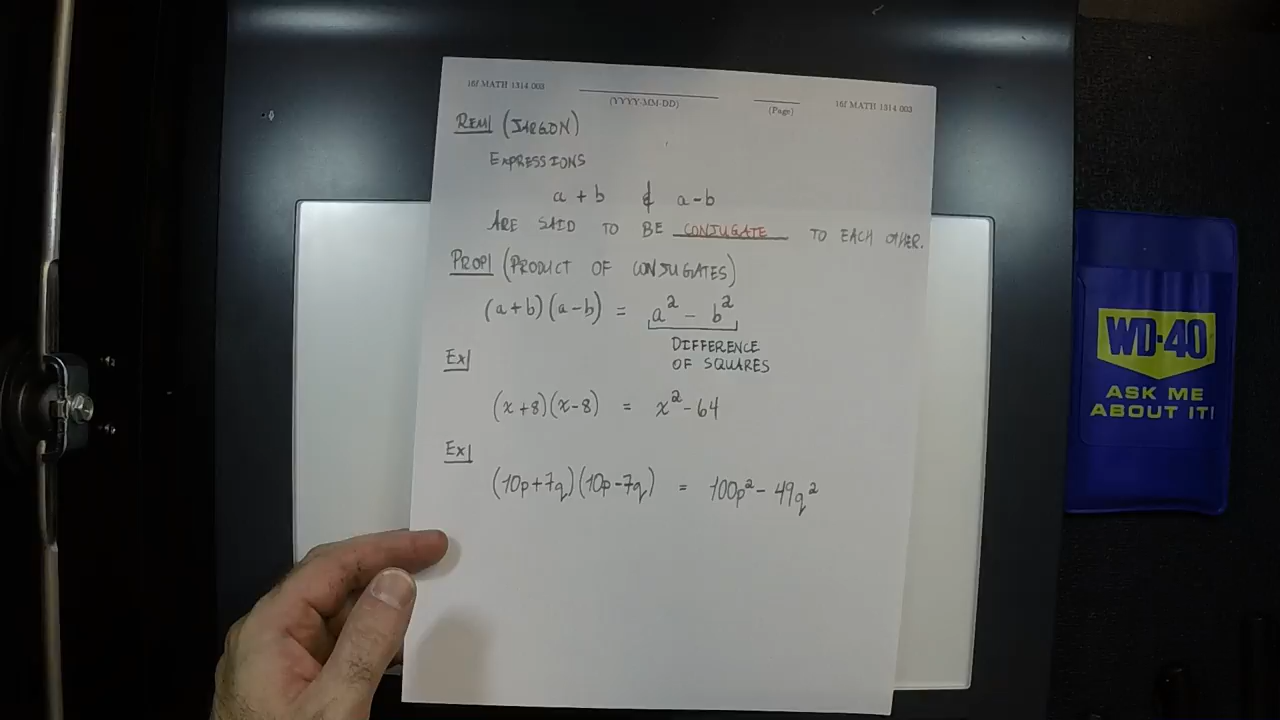 16f MATH 1314 003
(YYYY-MM-DD)
(Page)
16f MATH 1314 003
REM| (JARGON)
EXPRESSIONS
a + b & a - b
ARE SAID TO BE CONJUGATE TO EACH OTHER.
PROP| (PRODUCT OF CONJUGATES)
(a+b)(a-b) = a² - b²
DIFFERENCE
OF SQUARES
Ex|
(x+8)(x-8) = x² - 64
Ex|
(10p+7q)(10p-7q) = 100p² - 49q²
WD-40
ASK ME
ABOUT IT!